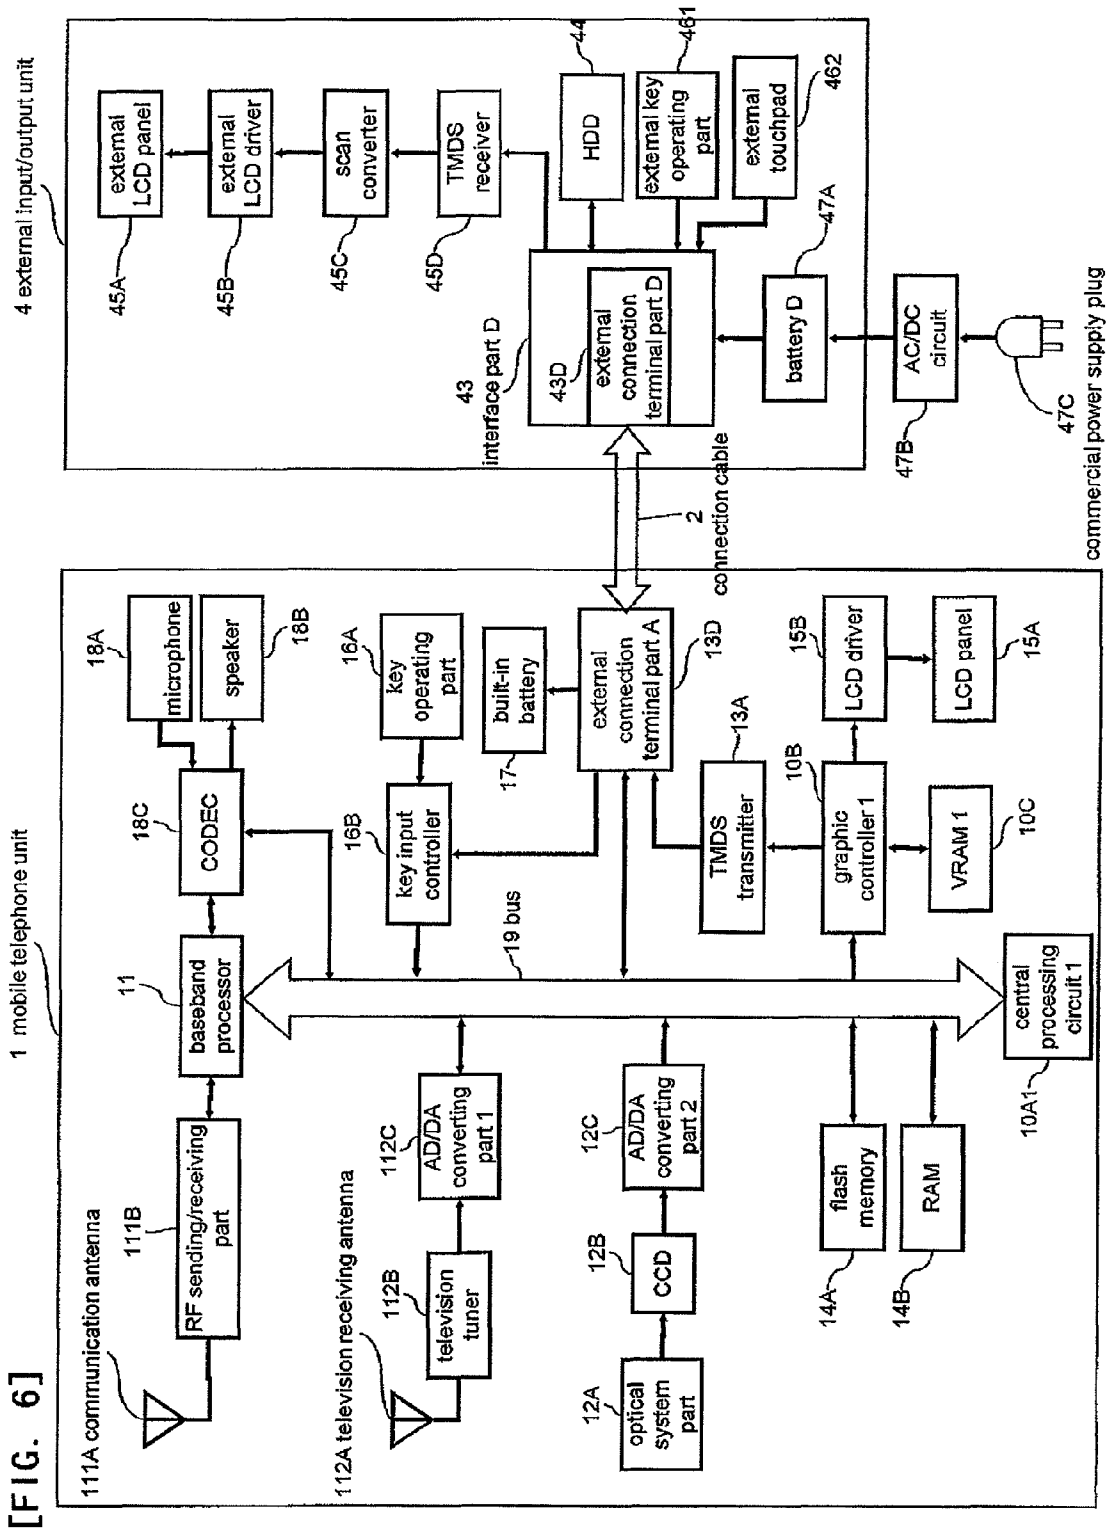 [FIG. 6]
1 mobile telephone unit
111A communication antenna
111B
RF sending/receiving
part
11
baseband
processor
18C
CODEC
18A
microphone
speaker
18B
112A television receiving antenna
112B
television
tuner
112C
AD/DA
converting
part 1
16B
key input
controller
16A
key
operating
part
17
built-in
battery
19 bus
12A
optical
system
part
12B
CCD
12C
AD/DA
converting
part 2
external
connection
terminal part A
13D
TMDS
transmitter
13A
14A
flash
memory
14B
RAM
10B
graphic
controller 1
15B
LCD driver
VRAM 1
10C
LCD panel
15A
10A1
central
processing
circuit 1
2
connection cable
4 external input/output unit
45A
external
LCD panel
45B
external
LCD driver
45C
scan
converter
45D
TMDS
receiver
43
interface part D
43D
external
connection
terminal part D
HDD
44
external key
operating
part
461
external
touchpad
462
battery D
47A
47B
AC/DC
circuit
47C
commercial power supply plug